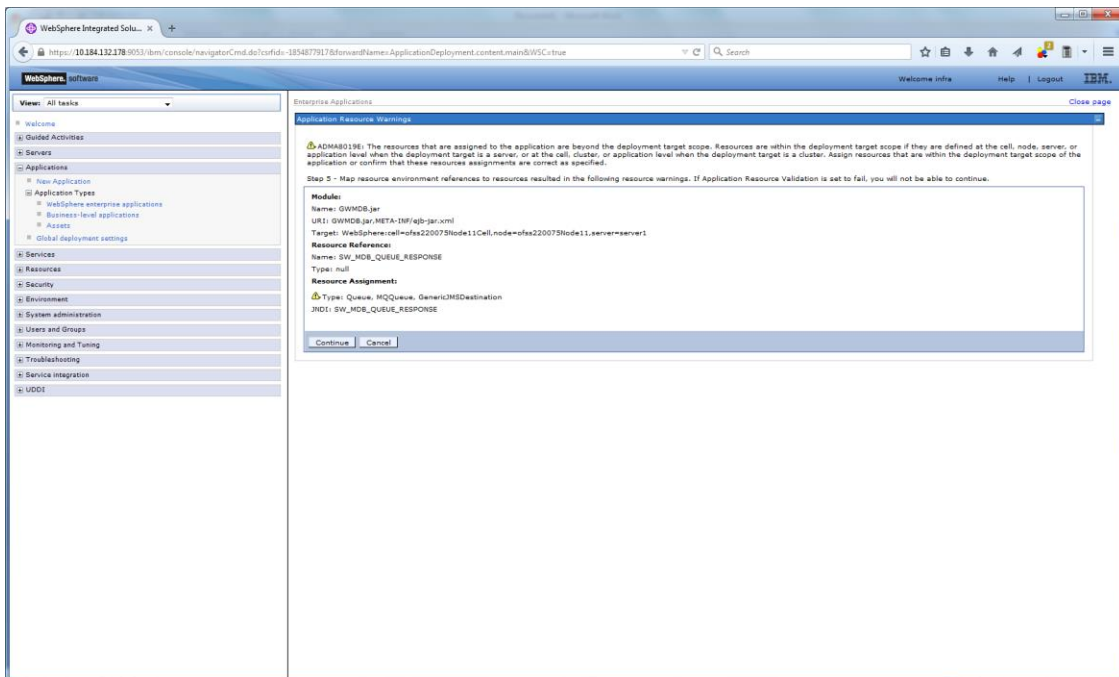 WebSphere Integrated Solu... × +
https://10.184.132.178:9053/ibm/console/navigatorCmd.do?csrfid=-1854877917&forwardName=ApplicationDeployment.content.main&WSC=true
Search
WebSphere. software
Welcome infra
Help | Logout
IBM.
View: All tasks
Welcome
Guided Activities
Servers
Applications
New Application
Application Types
WebSphere enterprise applications
Business-level applications
Assets
Global deployment settings
Services
Resources
Security
Environment
System administration
Users and Groups
Monitoring and Tuning
Troubleshooting
Service integration
UDDI
Enterprise Applications
Close page
Application Resource Warnings
ADMA8019E: The resources that are assigned to the application are beyond the deployment target scope. Resources are within the deployment target scope if they are defined at the cell, node, server, or
application level when the deployment target is a server, or at the cell, cluster, or application level when the deployment target is a cluster. Assign resources that are within the deployment target scope of the
application or confirm that these resources assignments are correct as specified.
Step 5 - Map resource environment references to resources resulted in the following resource warnings. If Application Resource Validation is set to fail, you will not be able to continue.
Module:
Name: GWMDB.jar
URI: GWMDB.jar,META-INF/ejb-jar.xml
Target: WebSphere:cell=ofss220075Node11Cell,node=ofss220075Node11,server=server1
Resource Reference:
Name: SW_MDB_QUEUE_RESPONSE
Type: null
Resource Assignment:
Type: Queue, MQQueue, GenericJMSDestination
JNDI: SW_MDB_QUEUE_RESPONSE
Continue Cancel